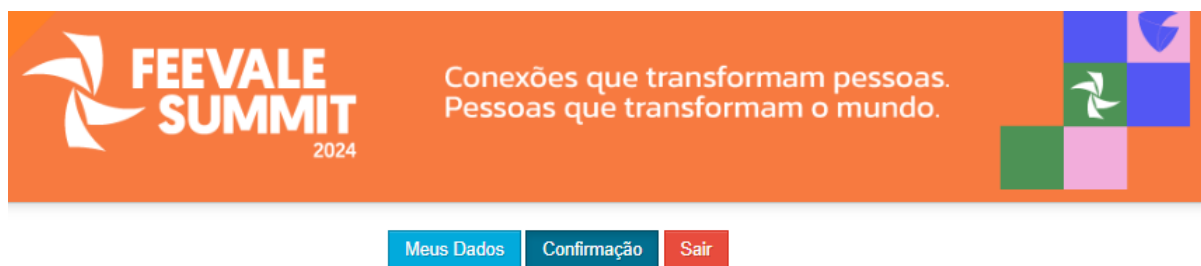 FEEVALE
SUMMIT
2024
Conexões que transformam pessoas.
Pessoas que transformam o mundo.
Meus Dados Confirmação Sair